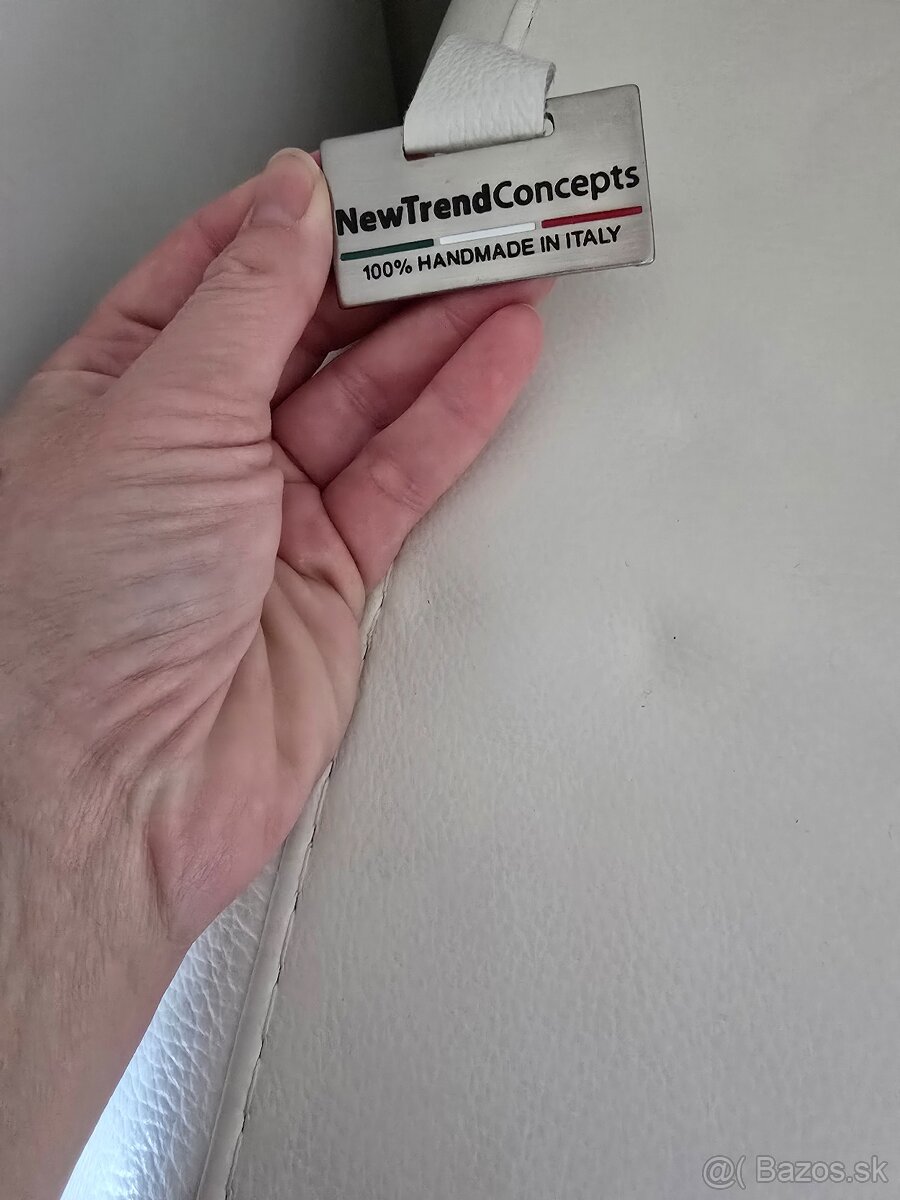 NewTrendConcepts
100% HANDMADE IN ITALY
@( Bazos.sk